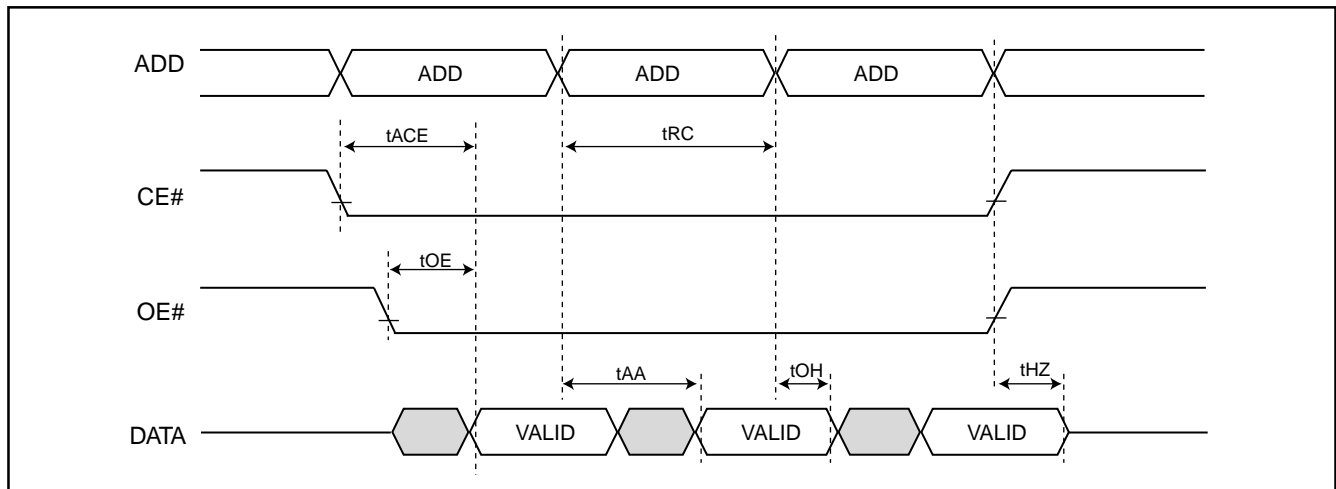 ADD ADD ADD ADD
tACE tRC
CE#
tOE
OE#
tAA tOH tHZ
DATA VALID VALID VALID